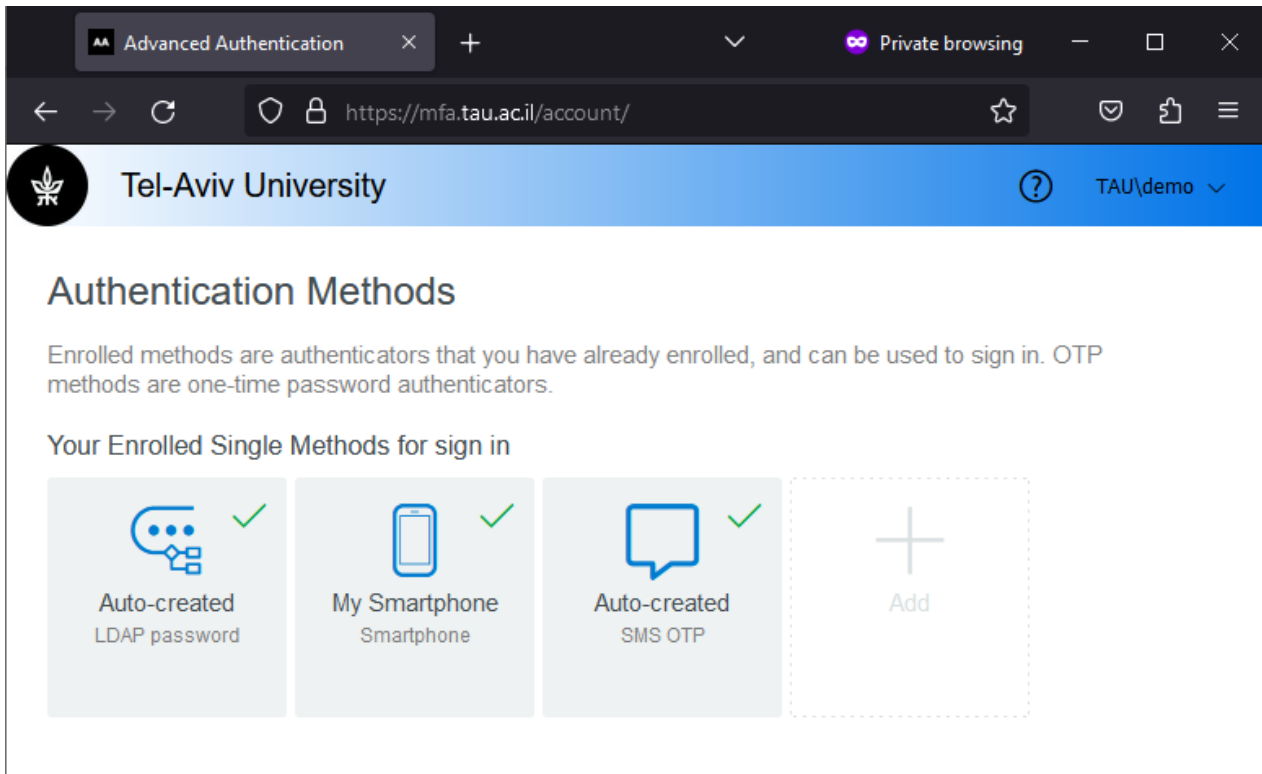 AA Advanced Authentication
Private browsing
https://mfa.tau.ac.il/account/
Tel-Aviv University
? TAU\demo
Authentication Methods
Enrolled methods are authenticators that you have already enrolled, and can be used to sign in. OTP
methods are one-time password authenticators.
Your Enrolled Single Methods for sign in
Auto-created
LDAP password
My Smartphone
Smartphone
Auto-created
SMS OTP
Add